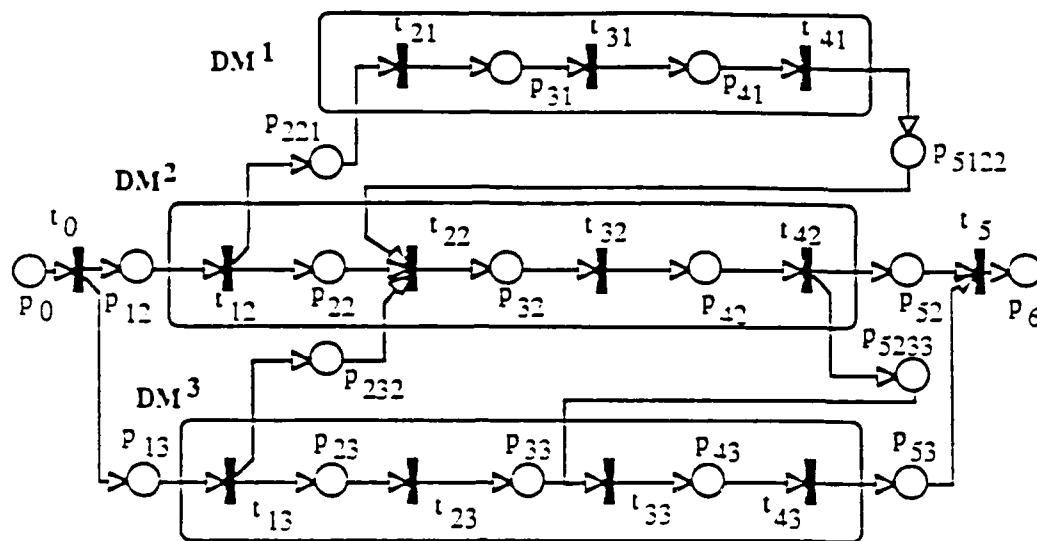 t21 t31 t41
DM1
p31 p41
p221
p5122
DM2
t0 t22 t32 t42 t5
p0 p12 t12 p22 p32 p42 p52 p6
p232 p5233
DM3
p13 p23 p33 p43 p53
t13 t23 t33 t43